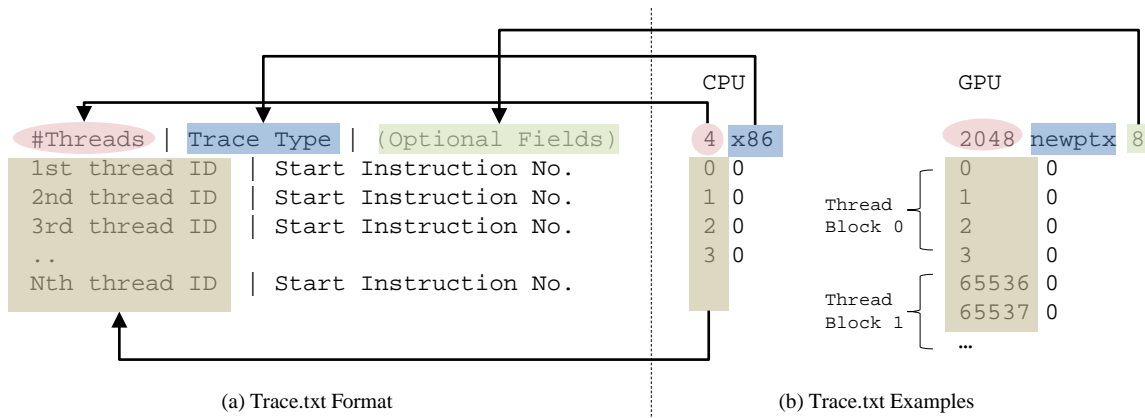 CPU
GPU
#Threads | Trace Type | (Optional Fields)
1st thread ID | Start Instruction No.
2nd thread ID | Start Instruction No.
3rd thread ID | Start Instruction No.
..
Nth thread ID | Start Instruction No.
4 x86
0 0
1 0
2 0
3 0
2048 newptx 8
Thread
Block 0
0 0
1 0
2 0
3 0
Thread
Block 1
65536 0
65537 0
…
(a) Trace.txt Format
(b) Trace.txt Examples